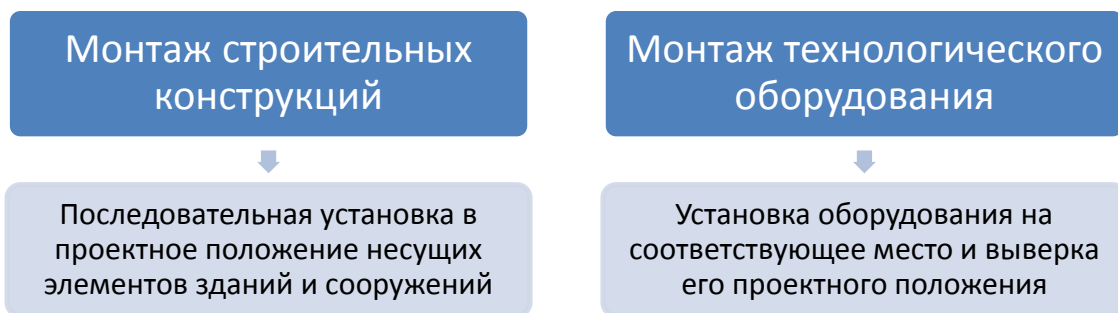 Монтаж строительных
конструкций
Последовательная установка в
проектное положение несущих
элементов зданий и сооружений
Монтаж технологического
оборудования
Установка оборудования на
соответствующее место и выверка
его проектного положения